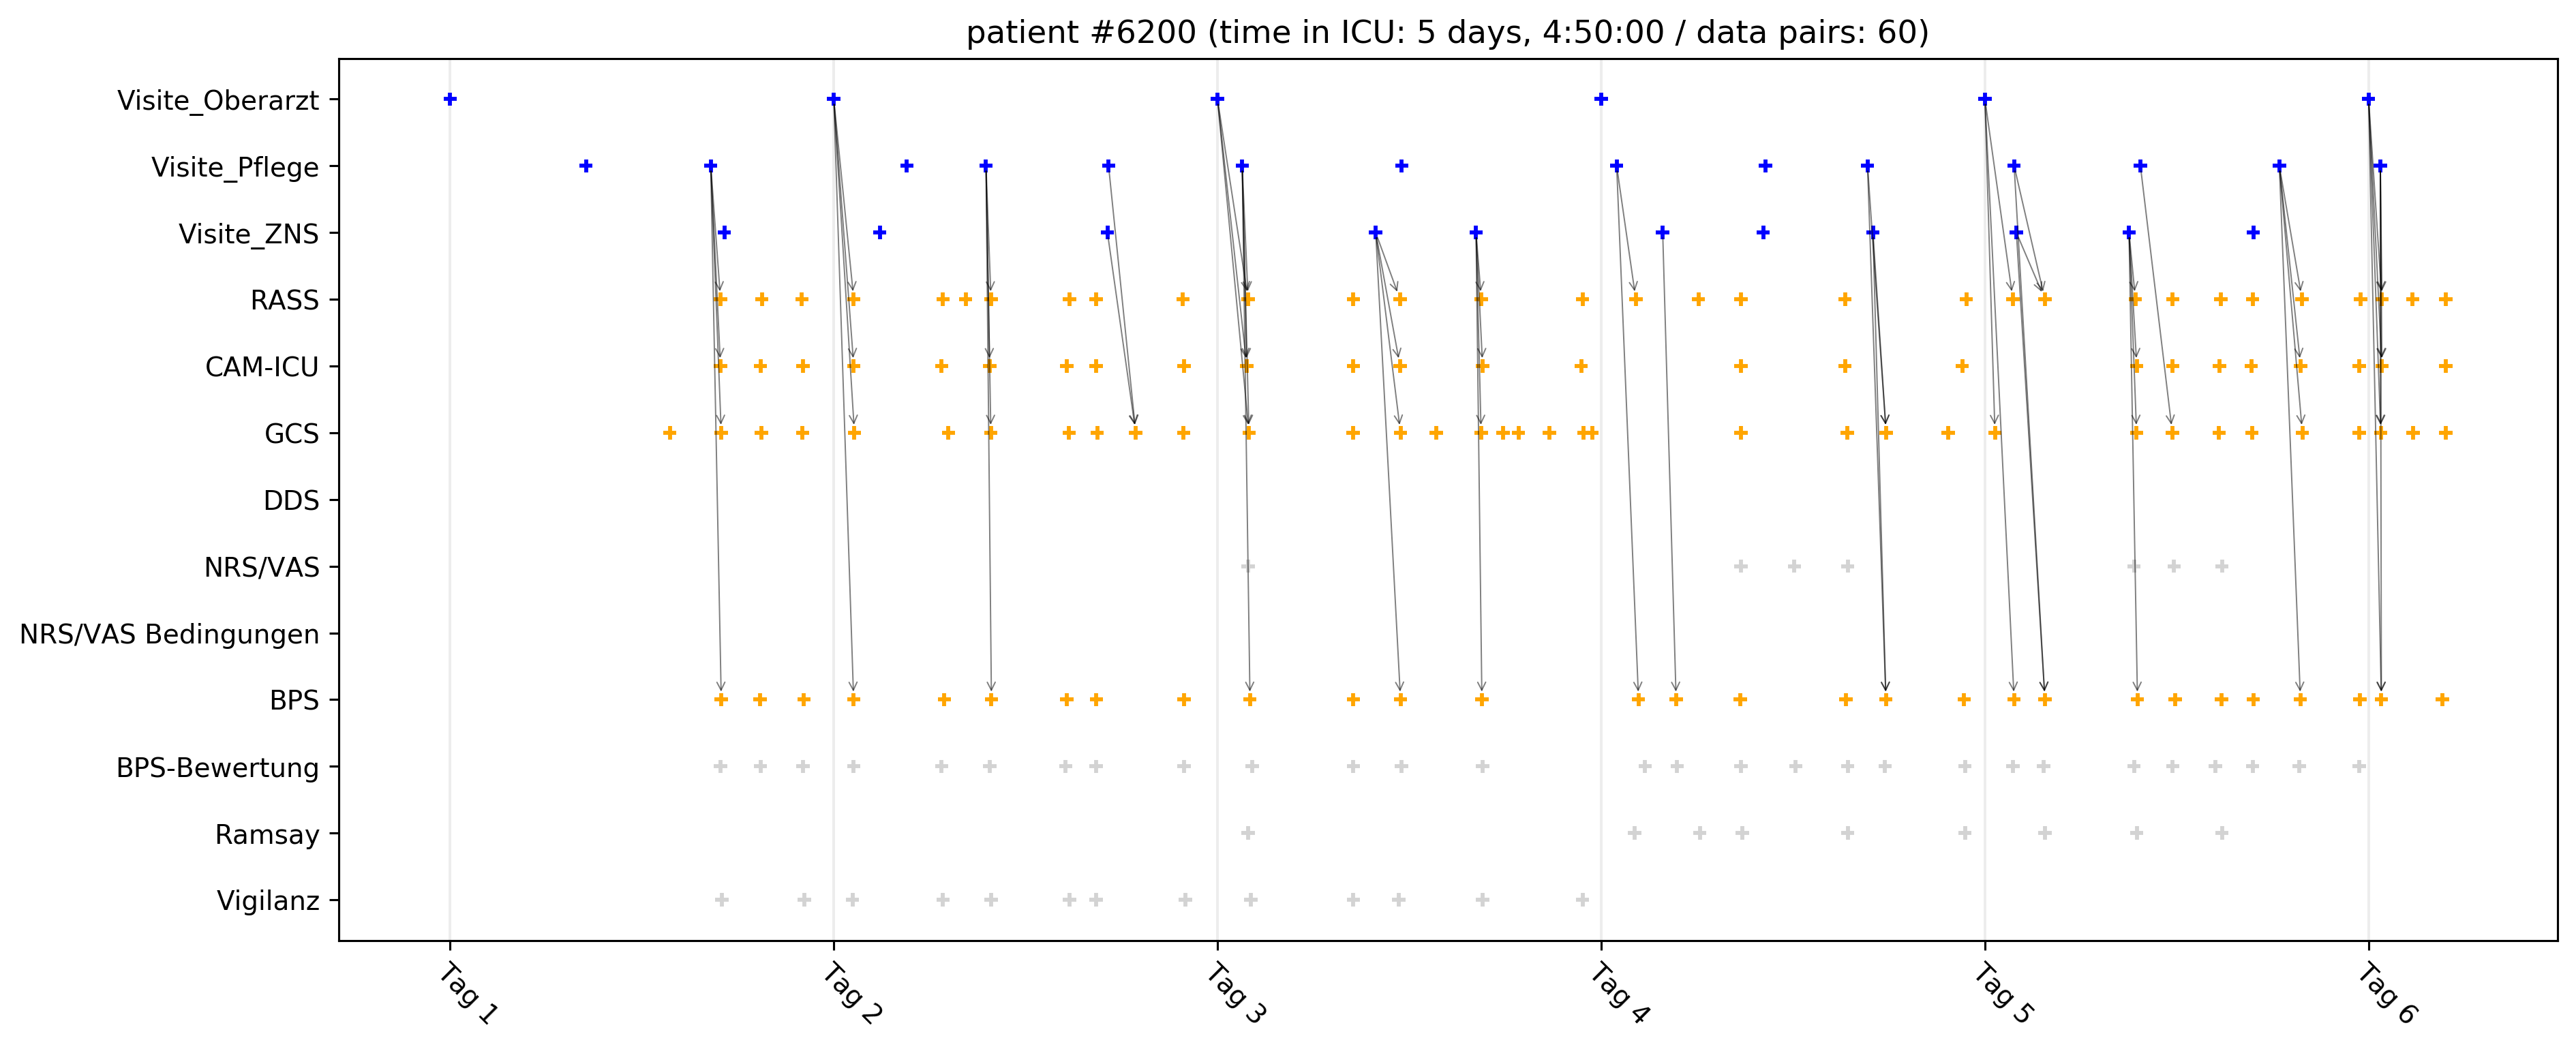 patient #6200 (time in ICU: 5 days, 4:50:00 / data pairs: 60)
Visite_Oberarzt
Visite_Pflege
Visite_ZNS
RASS
CAM-ICU
GCS
DDS
NRS/VAS
NRS/VAS Bedingungen
BPS
BPS-Bewertung
Ramsay
Vigilanz
Tag 1
Tag 2
Tag 3
Tag 4
Tag 5
Tag 6